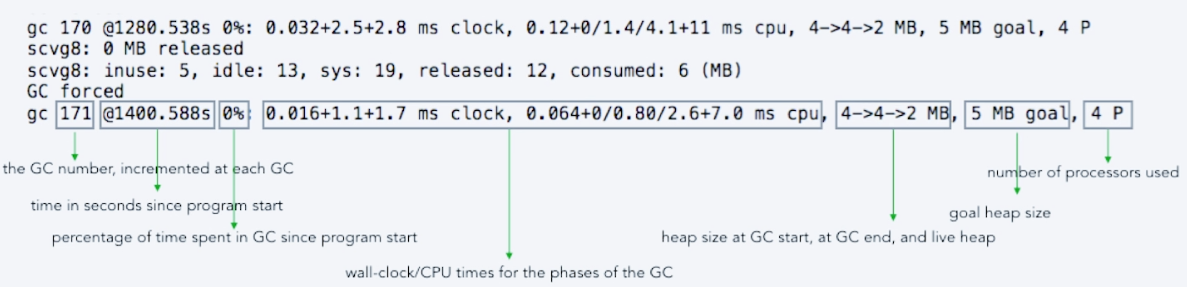 gc 170 @1280.538s 0%: 0.032+2.5+2.8 ms clock, 0.12+0/1.4/4.1+11 ms cpu, 4->4->2 MB, 5 MB goal, 4 P
scvg8: 0 MB released
scvg8: inuse: 5, idle: 13, sys: 19, released: 12, consumed: 6 (MB)
GC forced
gc 171 @1400.588s 0%: 0.016+1.1+1.7 ms clock, 0.064+0/0.80/2.6+7.0 ms cpu, 4->4->2 MB, 5 MB goal, 4 P
the GC number, incremented at each GC
number of processors used
time in seconds since program start
goal heap size
percentage of time spent in GC since program start
heap size at GC start, at GC end, and live heap
wall-clock/CPU times for the phases of the GC